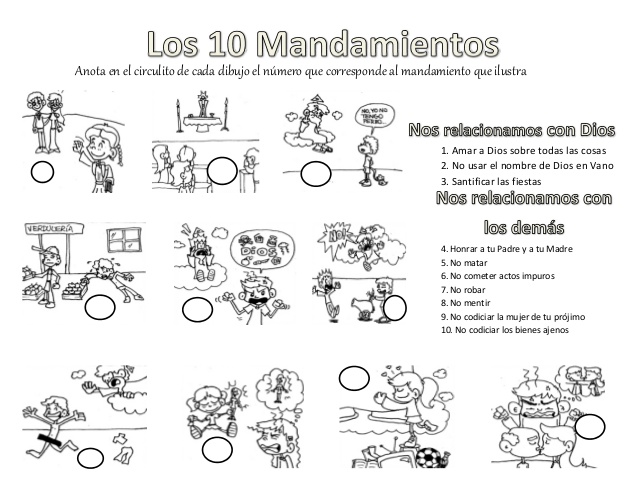 Los 10 Mandamientos
Anota en el circulito de cada dibujo el número que corresponde al mandamiento que ilustra
NO, YO NO
TENGO
PERRO...
Nos relacionamos con Dios
1. Amar a Dios sobre todas las cosas
2. No usar el nombre de Dios en Vano
3. Santificar las fiestas
Nos relacionamos con
los demás
4. Honrar a tu Padre y a tu Madre
5. No matar
6. No cometer actos impuros
7. No robar
8. No mentir
9. No codiciar la mujer de tu prójimo
10. No codiciar los bienes ajenos
VERDULERÍA
DIOS
NO!